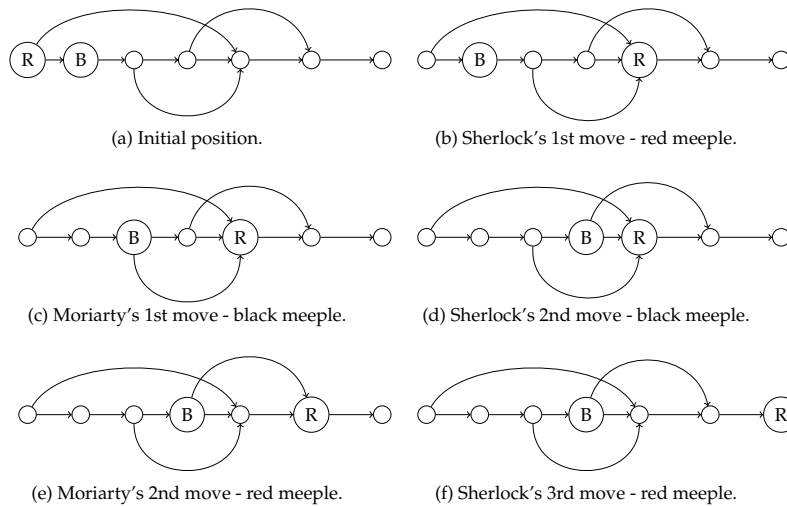 R B
(a) Initial position.
B R
(b) Sherlock's 1st move - red meeple.
B R
(c) Moriarty's 1st move - black meeple.
B R
(d) Sherlock's 2nd move - black meeple.
B R
(e) Moriarty's 2nd move - red meeple.
B R
(f) Sherlock's 3rd move - red meeple.